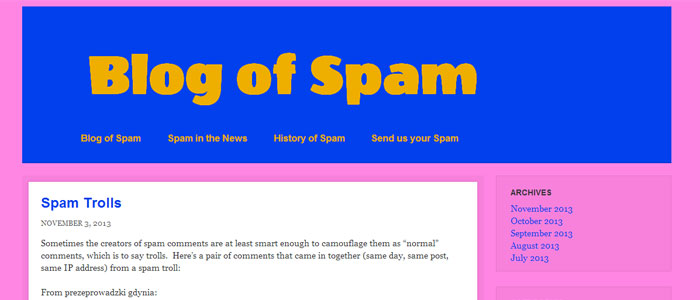 Blog of Spam
Blog of Spam Spam in the News History of Spam Send us your Spam
Spam Trolls
NOVEMBER 3, 2013
Sometimes the creators of spam comments are at least smart enough to camouflage them as “normal”
comments, which is to say trolls. Here’s a pair of comments that came in together (same day, same post,
same IP address) from a spam troll:
From przeprowadzki gdynia:
ARCHIVES
November 2013
October 2013
September 2013
August 2013
July 2013